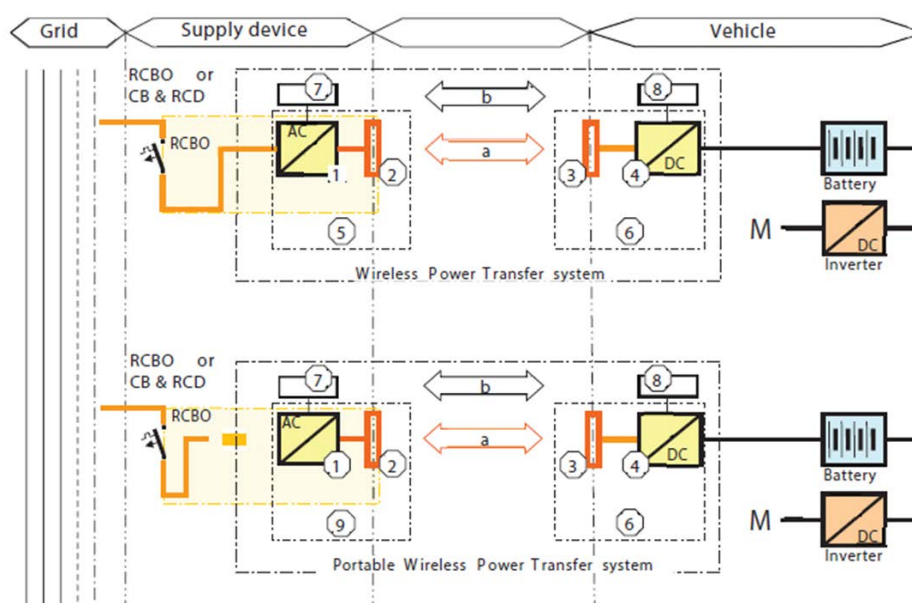 Grid
Supply device
Vehicle
RCBO or
CB & RCD
RCBO
7
AC
1
2
5
b
a
8
3
4
DC
6
Wireless Power Transfer system
Battery
M
DC
Inverter
RCBO or
CB & RCD
RCBO
7
AC
1
2
9
b
a
8
3
4
DC
6
Portable Wireless Power Transfer system
Battery
M
DC
Inverter